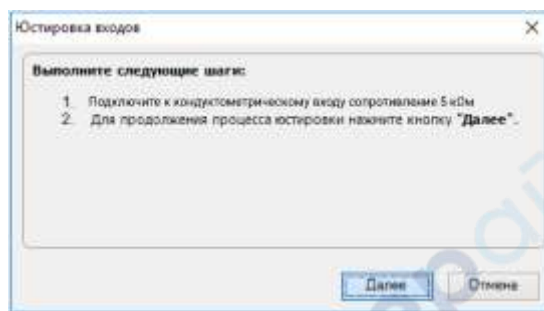 Юстировка входов
Выполните следующие шаги:
1. Подключите к кондуктометрическому входу сопротивление 5 кОм
2. Для продолжения процесса юстировки нажмите кнопку "Далее".
Далее
Отмена